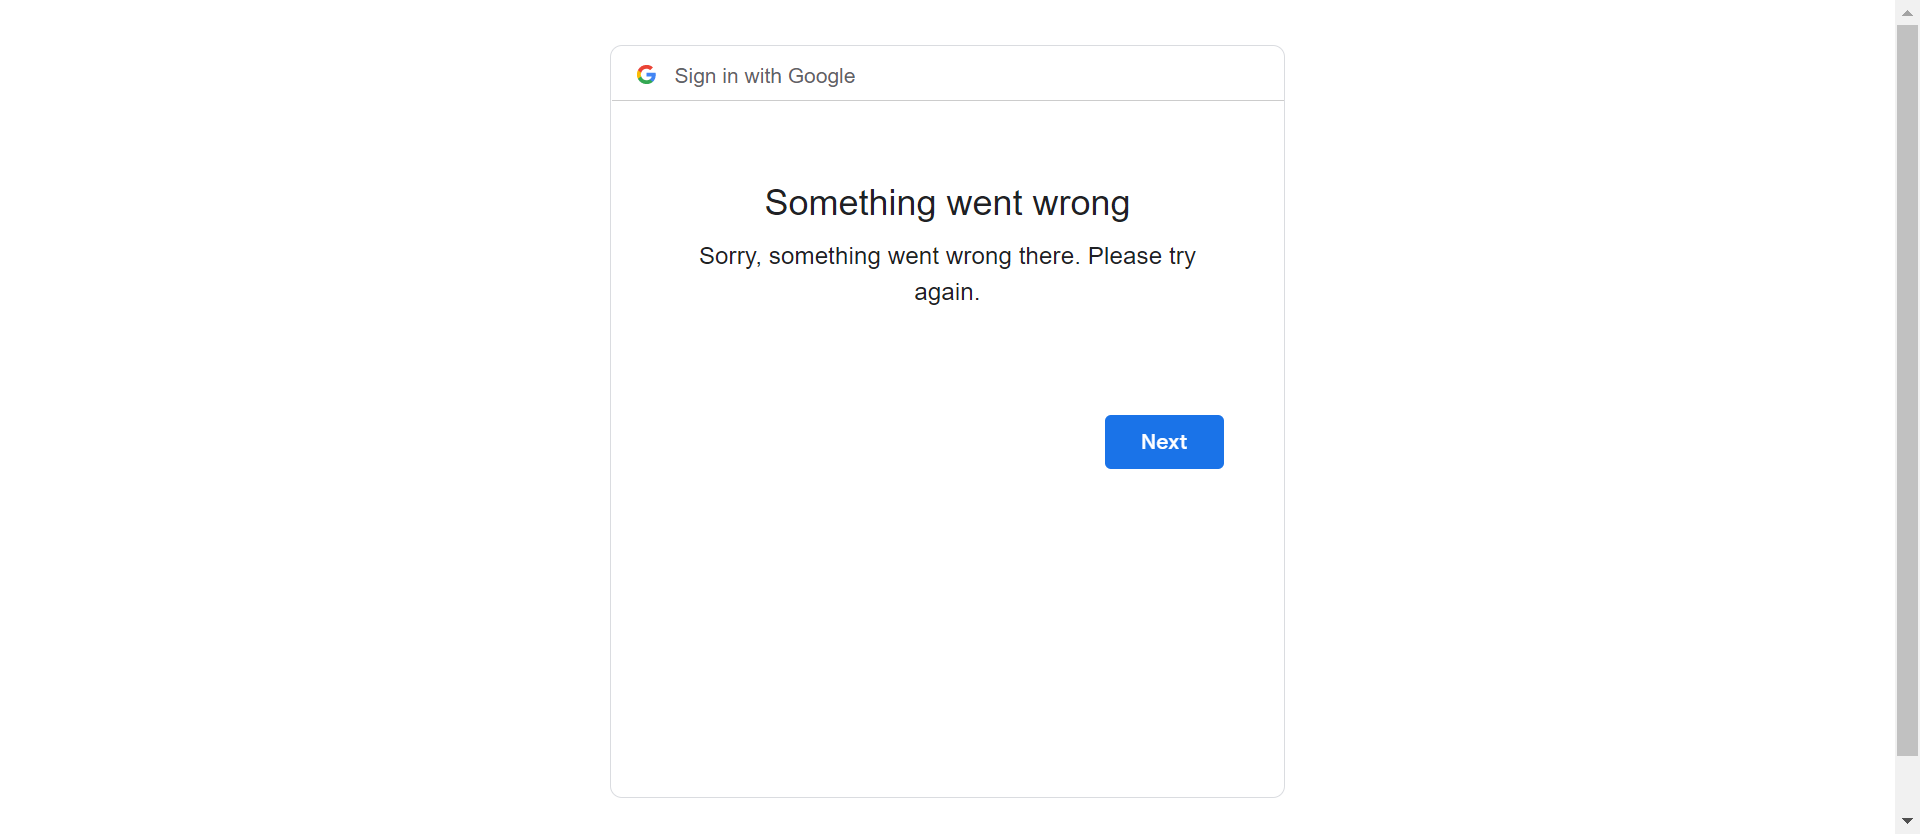 Sign in with Google
Something went wrong
Sorry, something went wrong there. Please try
again.
Next